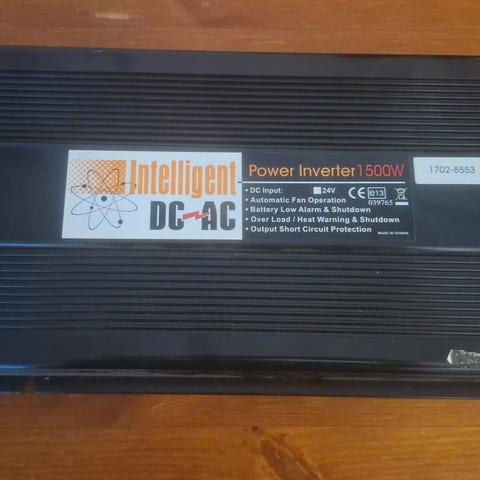 Intelligent
DC AC
Power Inverter 1500W
• DC Input: 24V
• Automatic Fan Operation
• Battery Low Alarm & Shutdown
• Over Load / Heat Warning & Shutdown
• Output Short Circuit Protection
CE e13
039765
MADE IN TAIWAN
1702-8553